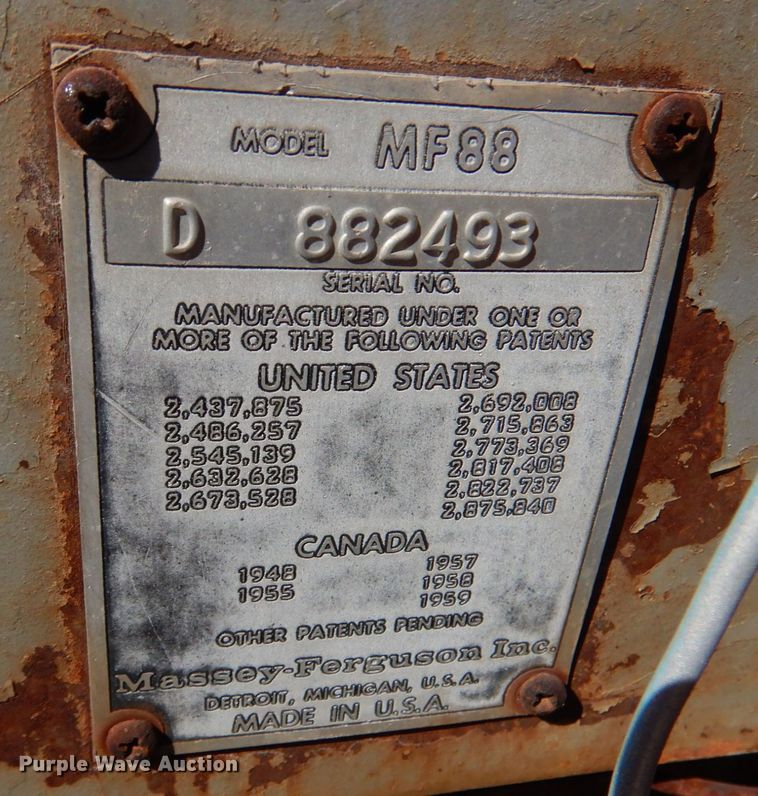 MODEL MF88
D 882493
SERIAL NO.
MANUFACTURED UNDER ONE OR
MORE OF THE FOLLOWING PATENTS
UNITED STATES
2,437,875 2,692,008
2,486,257 2,715,863
2,545,139 2,773,369
2,632,628 2,817,408
2,673,528 2,822,737
2,875,840
CANADA
1948 1957
1955 1958
1959
OTHER PATENTS PENDING
Massey-Ferguson Inc.
DETROIT, MICHIGAN, U.S.A.
MADE IN U.S.A.
Purple Wave Auction